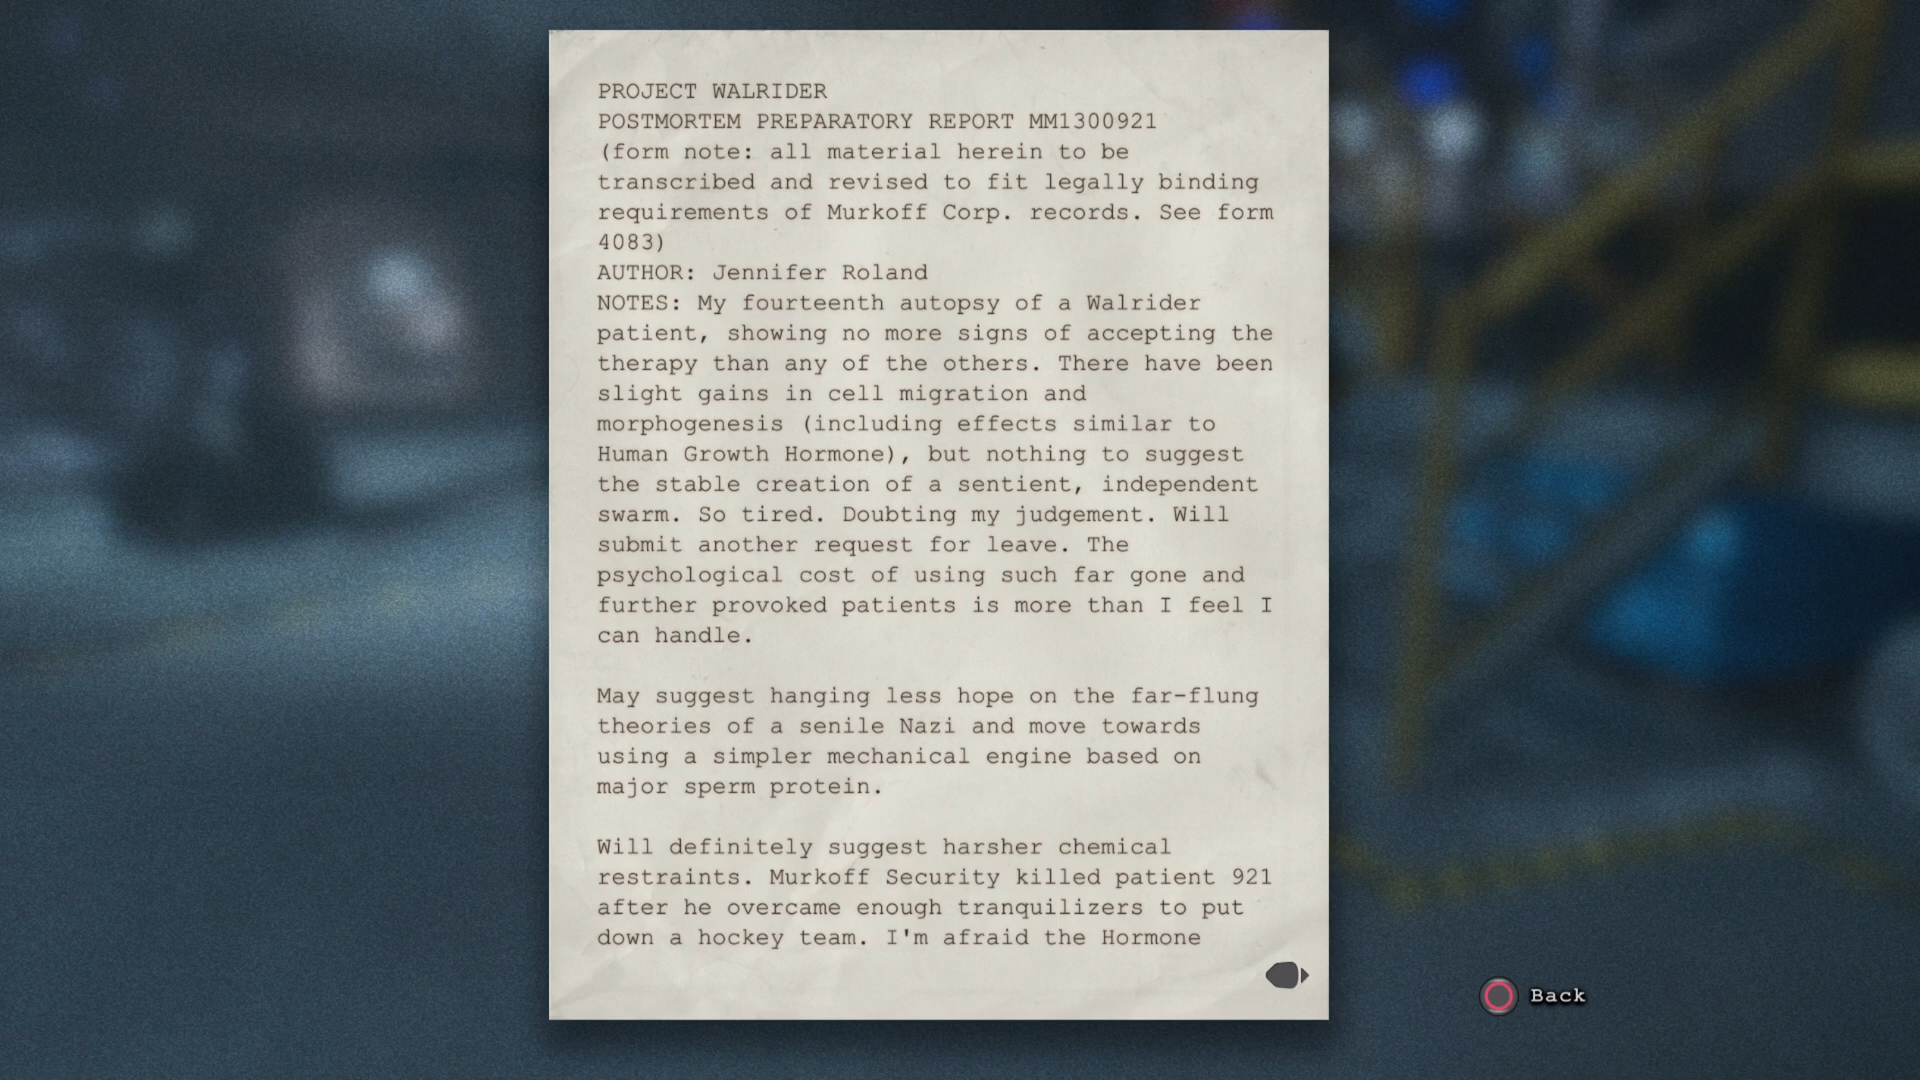 PROJECT WALRIDER
POSTMORTEM PREPARATORY REPORT MM1300921
(form note: all material herein to be
transcribed and revised to fit legally binding
requirements of Murkoff Corp. records. See form
4083)
AUTHOR: Jennifer Roland
NOTES: My fourteenth autopsy of a Walrider
patient, showing no more signs of accepting the
therapy than any of the others. There have been
slight gains in cell migration and
morphogenesis (including effects similar to
Human Growth Hormone), but nothing to suggest
the stable creation of a sentient, independent
swarm. So tired. Doubting my judgement. Will
submit another request for leave. The
psychological cost of using such far gone and
further provoked patients is more than I feel I
can handle.

May suggest hanging less hope on the far-flung
theories of a senile Nazi and move towards
using a simpler mechanical engine based on
major sperm protein.

Will definitely suggest harsher chemical
restraints. Murkoff Security killed patient 921
after he overcame enough tranquilizers to put
down a hockey team. I'm afraid the Hormone
Back